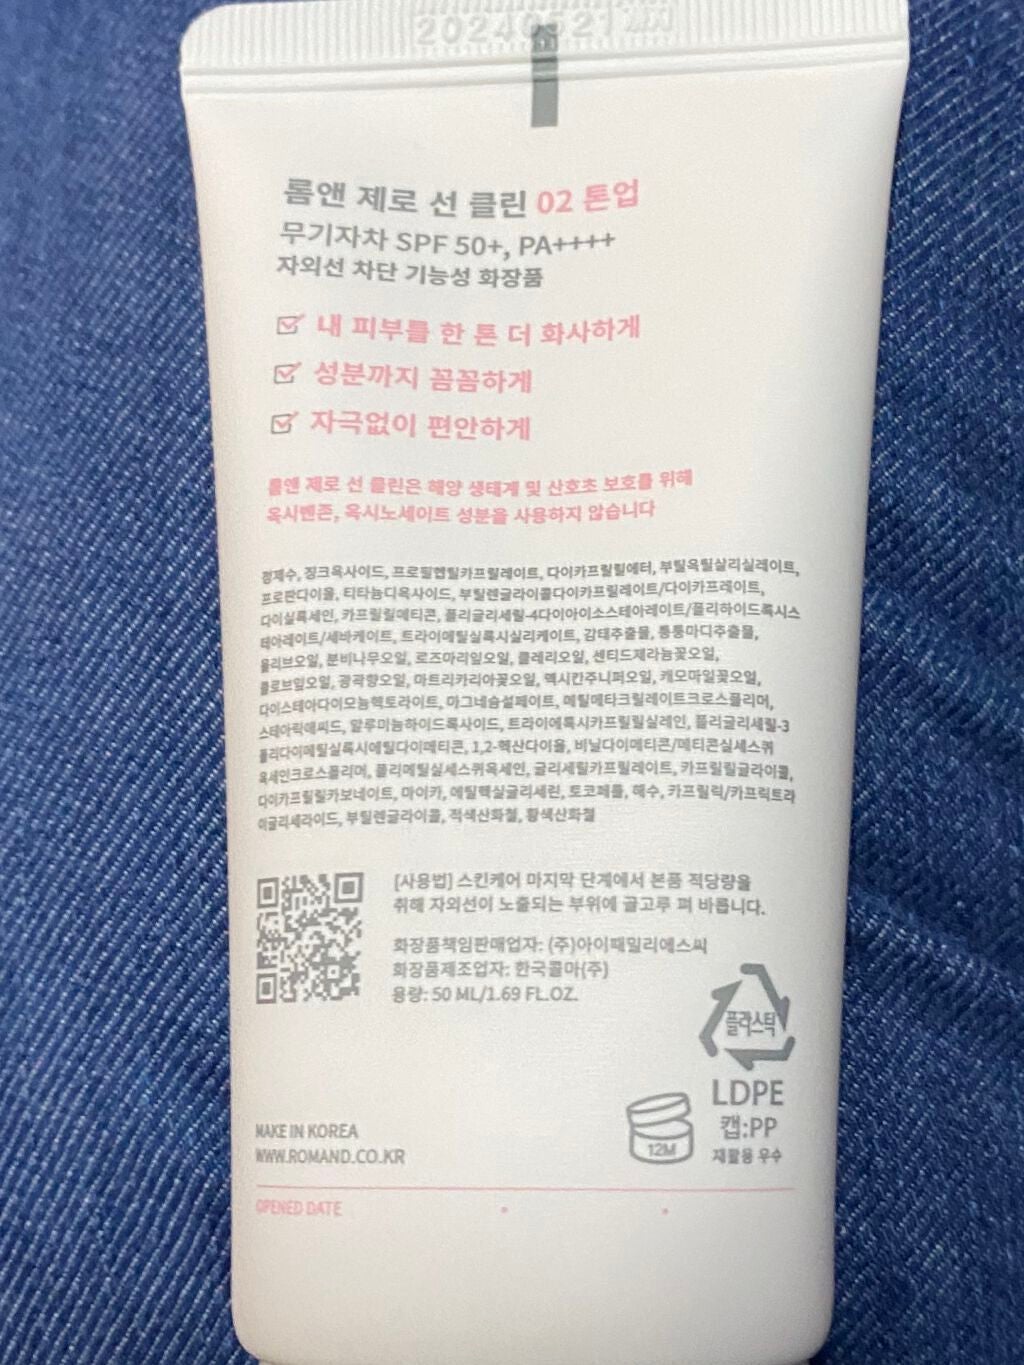 롬앤 제로 선 클린 02 톤업
무기자차 SPF 50+, PA++++
자외선 차단 기능성 화장품
내 피부를 한 톤 더 화사하게
성분까지 꼼꼼하게
자극없이 편안하게
롬앤 제로 선 클린은 해양 생태계 및 산호초 보호를 위해
옥시벤존, 옥시노세이트 성분을 사용하지 않습니다
정제수, 징크옥사이드, 프로필헵틸카프릴레이트, 다이카프릴릴에터, 부틸옥틸살리실레이트,
프로판다이올, 티타늄디옥사이드, 부틸렌글라이콜다이카프릴레이트/다이카프레이트,
다이실록세인, 카프릴릴메티콘, 폴리글리세릴-4다이아이소스테아레이트/폴리하이드록시스
테아레이트/세바케이트, 트라이메틸실록시실리케이트, 감태추출물, 퉁퉁마디추출물,
올리브오일, 분비나무오일, 로즈마리잎오일, 클레리오일, 센티드제라늄꽃오일,
클로브잎오일, 광곽향오일, 마트리카리아꽃오일, 멕시칸주니퍼오일, 캐모마일꽃오일,
다이스테아다이모늄헥토라이트, 마그네슘설페이트, 메틸메타크릴레이트크로스폴리머,
스테아릭애씨드, 알루미늄하이드록사이드, 트라이에톡시카프릴릴실레인, 폴리글리세릴-3
폴리다이메틸실록시에틸다이메티콘, 1,2-헥산다이올, 비닐다이메티콘/메티콘실세스퀴
옥세인크로스폴리머, 폴리메틸실세스퀴옥세인, 글리세릴카프릴레이트, 카프릴릴글라이콜,
다이카프릴릴카보네이트, 마이카, 에틸헥실글리세린, 토코페롤, 해수, 카프릴릭/카프릭트라
이글리세라이드, 부틸렌글라이콜, 적색산화철, 황색산화철
[사용법] 스킨케어 마지막 단계에서 본품 적당량을
취해 자외선이 노출되는 부위에 골고루 펴 바릅니다.
화장품책임판매업자: (주)아이패밀리에스씨
화장품제조업자: 한국콜마(주)
용량: 50 ML/1.69 FL.OZ.
플라스틱
LDPE
캡:PP
재활용 우수
12M
MAKE IN KOREA
WWW.ROMAND.CO.KR
OPENED DATE